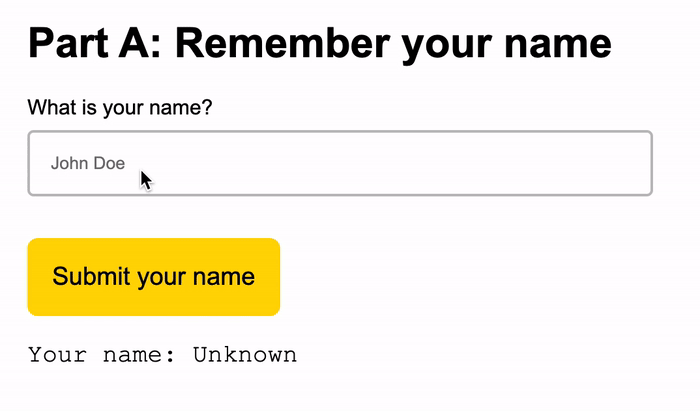 Part A: Remember your name
What is your name?
John Doe
Submit your name
Your name: Unknown